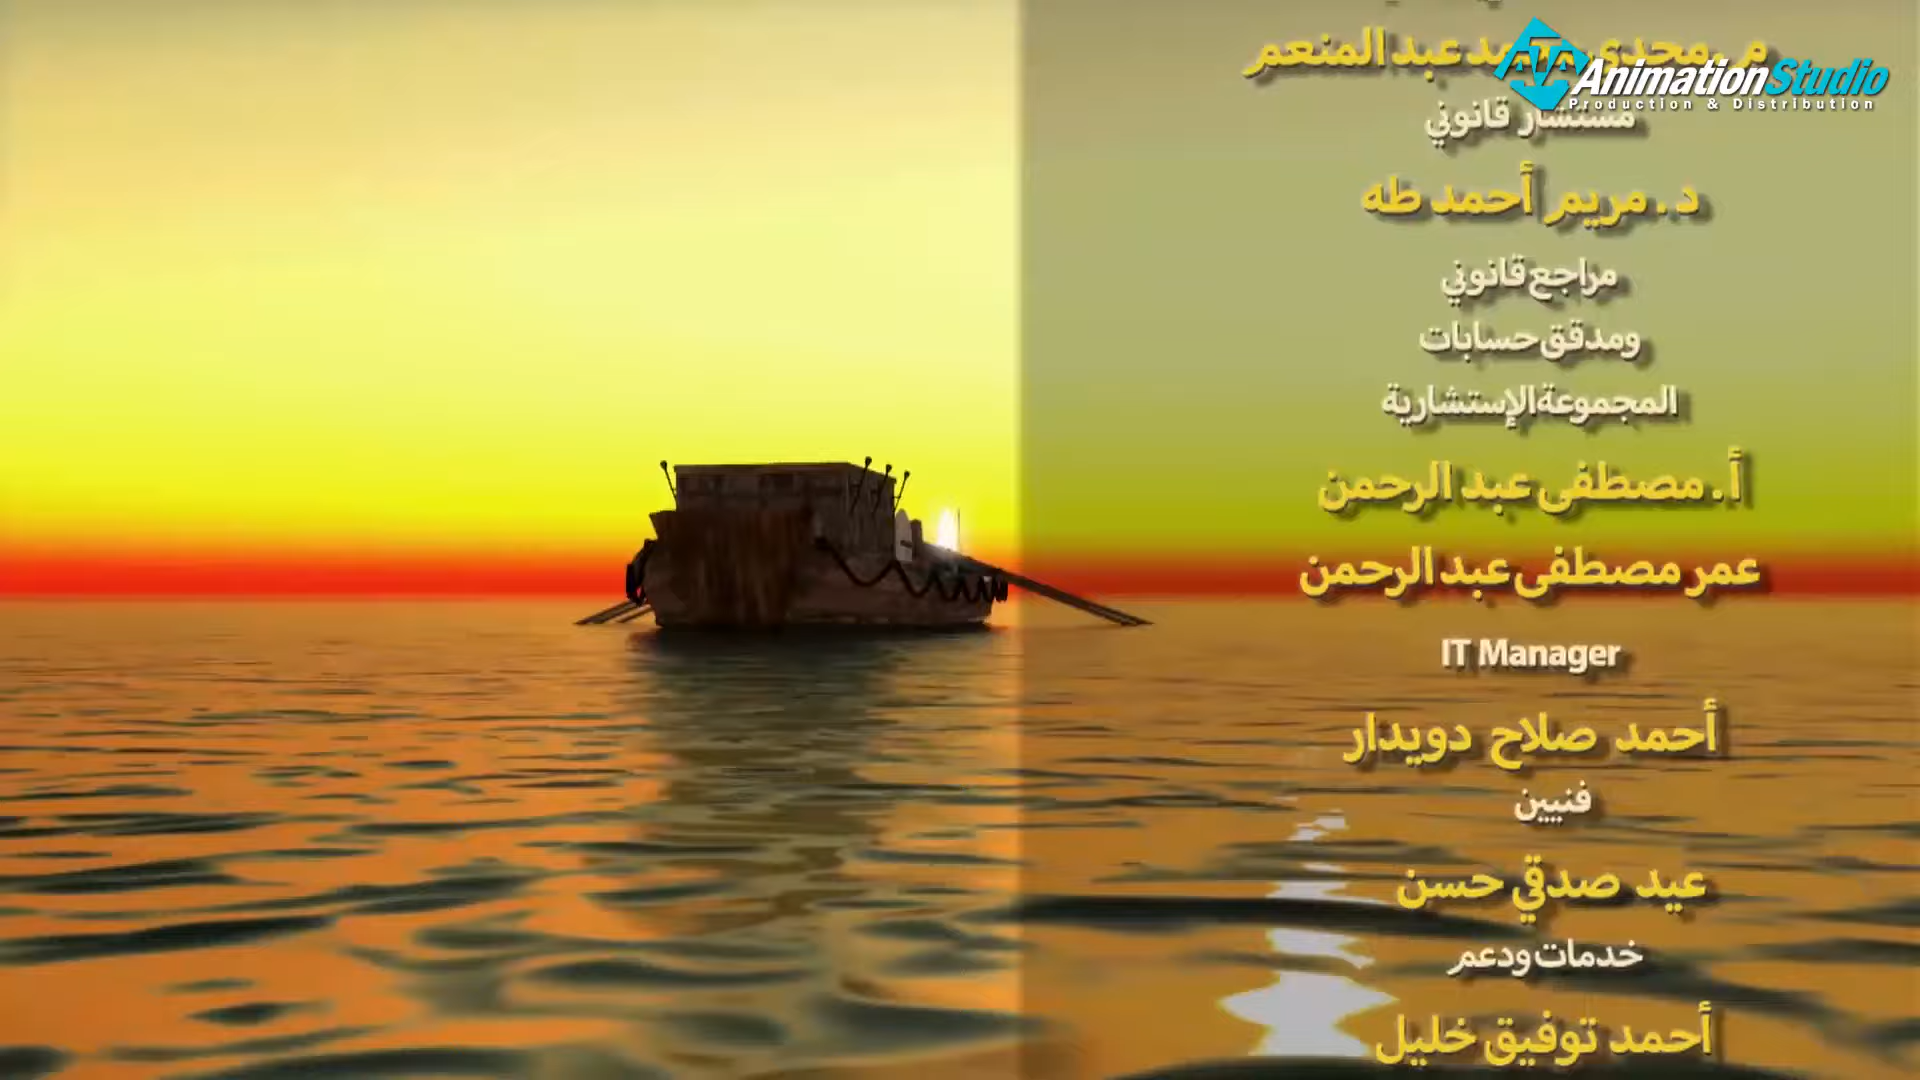 م. مجدي عبد المنعم
AnimationStudio
Production & Distribution
مستشار قانوني
د. مريم أحمد طه
مراجع قانوني
ومدقق حسابات
المجموعة الإستشارية
أ. مصطفى عبد الرحمن
عمر مصطفى عبد الرحمن
IT Manager
أحمد صلاح دويدار
فنيين
عيد صدقي حسن
خدمات ودعم
أحمد توفيق خليل